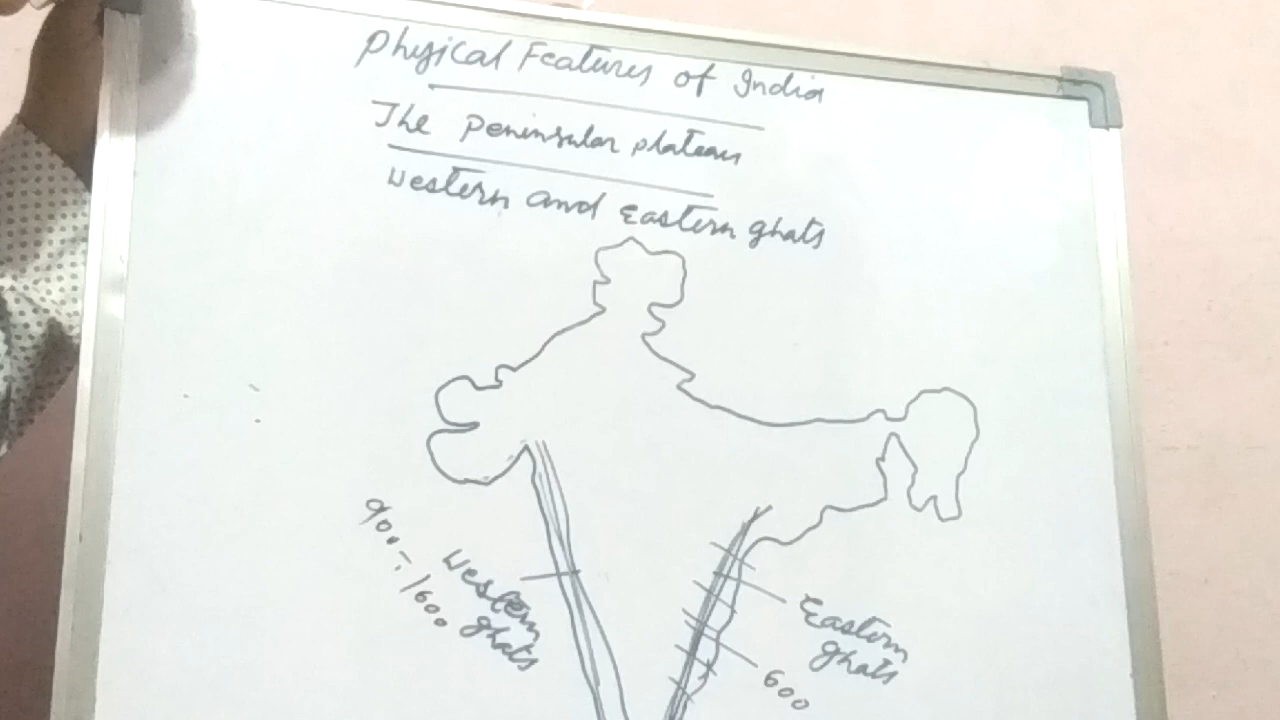 Physical Features of India
The Peninsular plateau
Western and Eastern ghats
Western
ghats
900-1600
Eastern
ghats
600